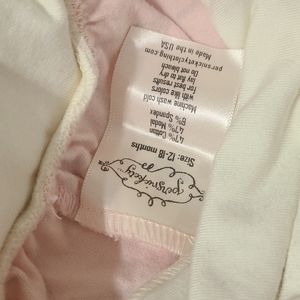 persnickety
Size: 12-18 months
47% Cotton
47% Modal
6% Spandex
Machine wash cold
with like colors
For best results
lay flat to dry
Do not bleach
persnicketyclothing.com
Made in the USA